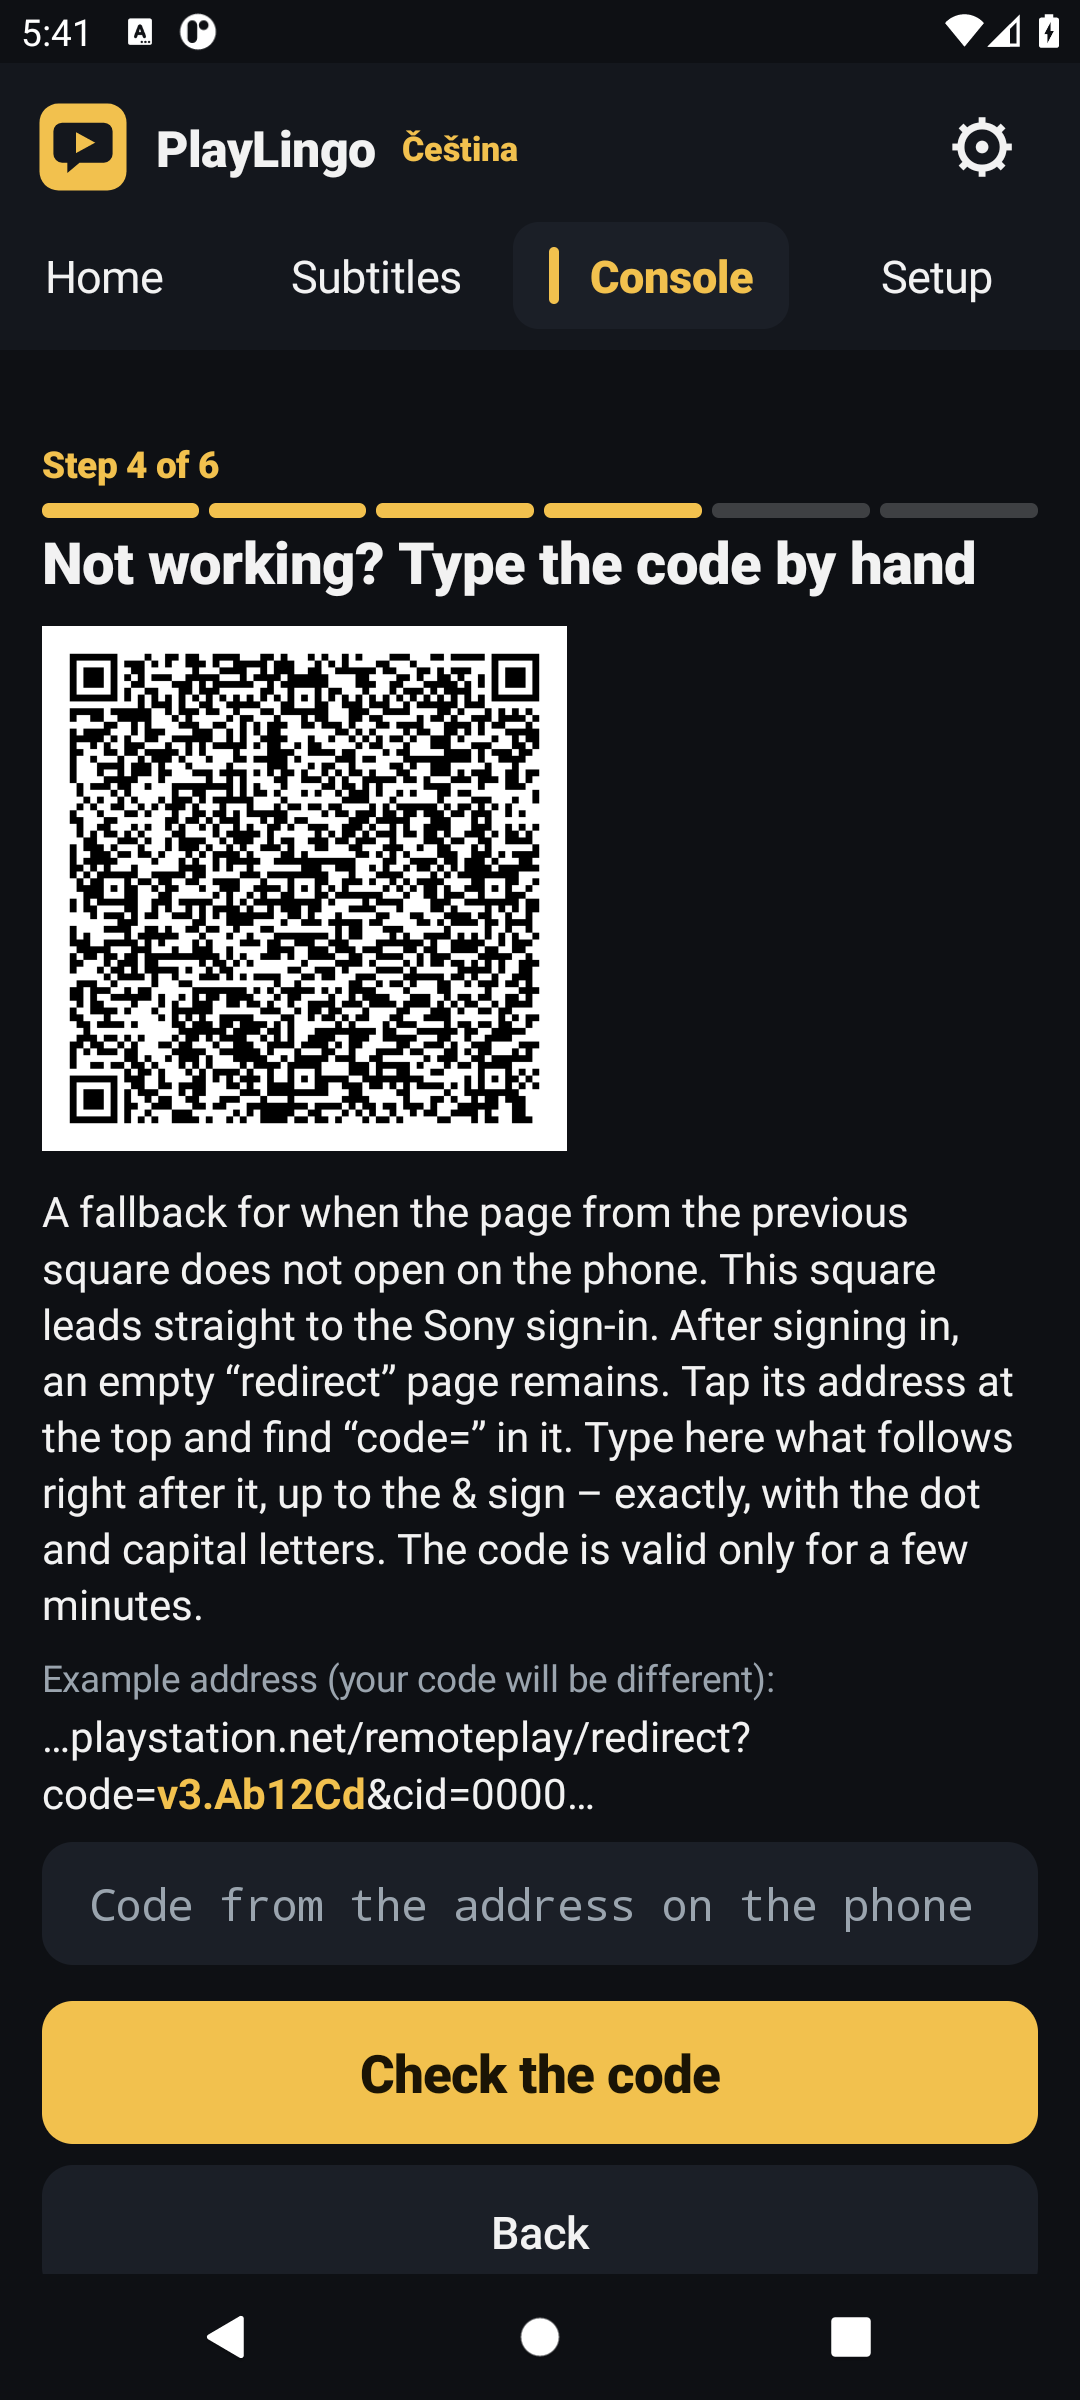 5:41
PlayLingo Čeština
Home Subtitles Console Setup
Step 4 of 6
Not working? Type the code by hand
A fallback for when the page from the previous
square does not open on the phone. This square
leads straight to the Sony sign-in. After signing in,
an empty “redirect” page remains. Tap its address at
the top and find “code=” in it. Type here what follows
right after it, up to the & sign – exactly, with the dot
and capital letters. The code is valid only for a few
minutes.
Example address (your code will be different):
…playstation.net/remoteplay/redirect?
code=v3.Ab12Cd&cid=0000…
Code from the address on the phone
Check the code
Back